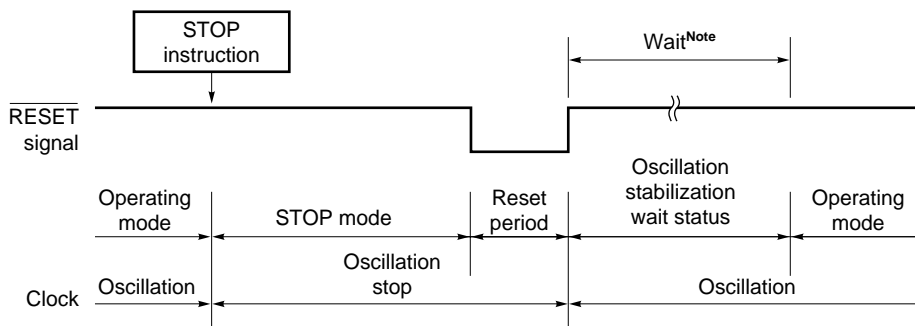 STOP
instruction
Wait Note
RESET
signal
Operating
mode
STOP mode
Reset
period
Oscillation
stabilization
wait status
Operating
mode
Clock
Oscillation
Oscillation
stop
Oscillation